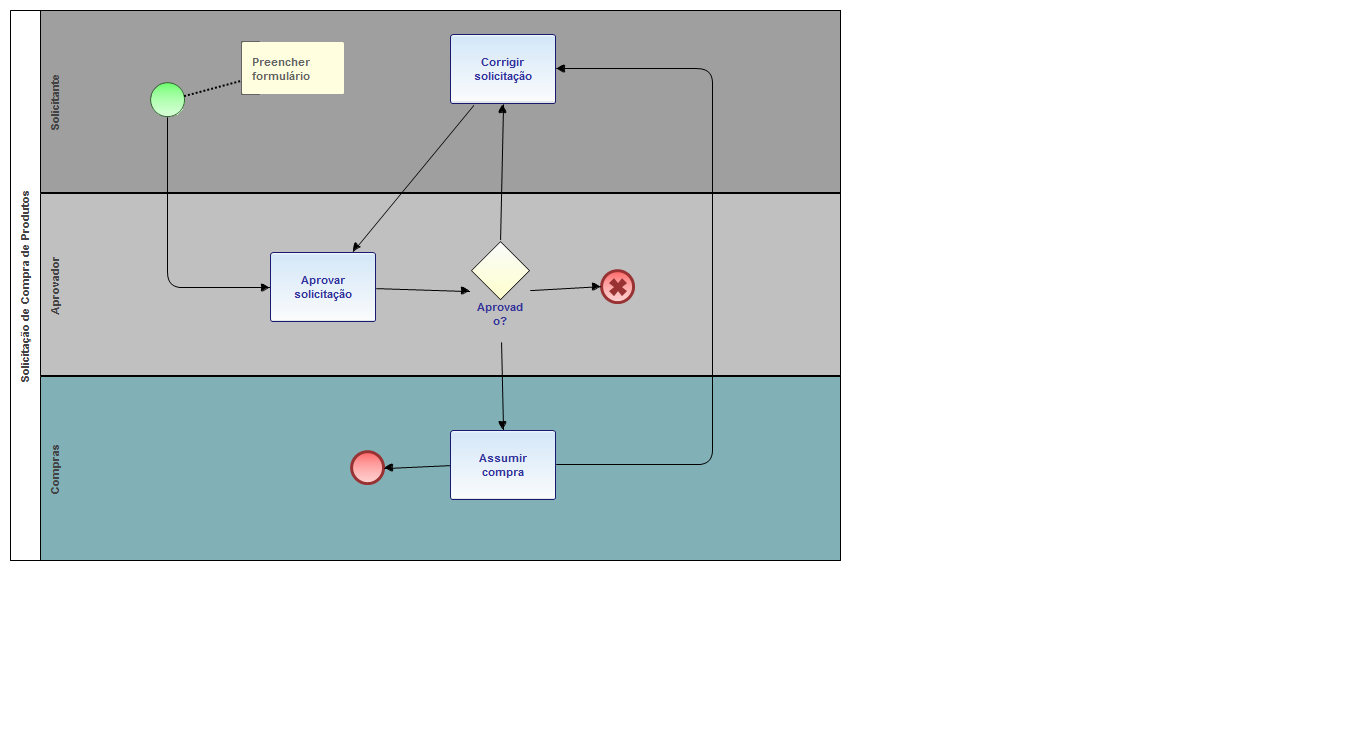 Solicitação de Compra de Produtos
Solicitante
Preencher
formulário
Corrigir
solicitação
Aprovador
Aprovar
solicitação
Aprovad
o?
Compras
Assumir
compra